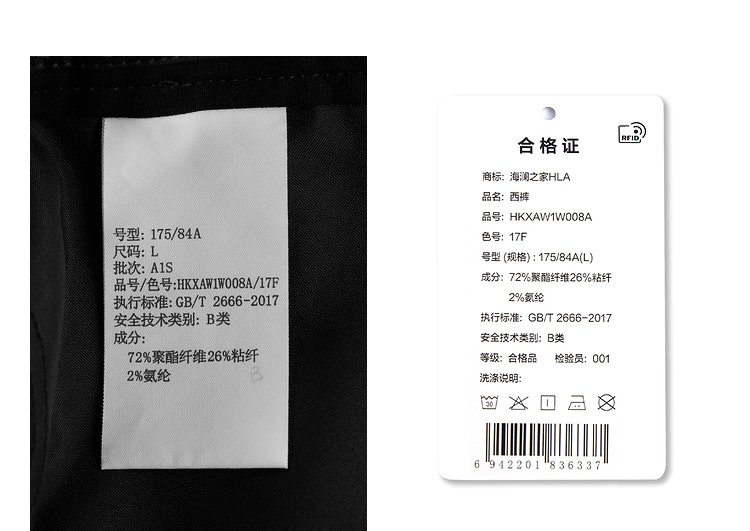 号型: 175/84A
尺码: L
批次: A1S
品号/色号:HKXAW1W008A/17F
执行标准: GB/T 2666-2017
安全技术类别: B类
成分:
72%聚酯纤维26%粘纤
2%氨纶
合格证
RFID
商标: 海澜之家HLA
品名: 西裤
品号: HKXAW1W008A
色号: 17F
号型 (规格) : 175/84A(L)
成分: 72%聚酯纤维26%粘纤
2%氨纶
执行标准: GB/T 2666-2017
安全技术类别: B类
等级: 合格品 检验员: 001
洗涤说明:
30
6 942201 836337